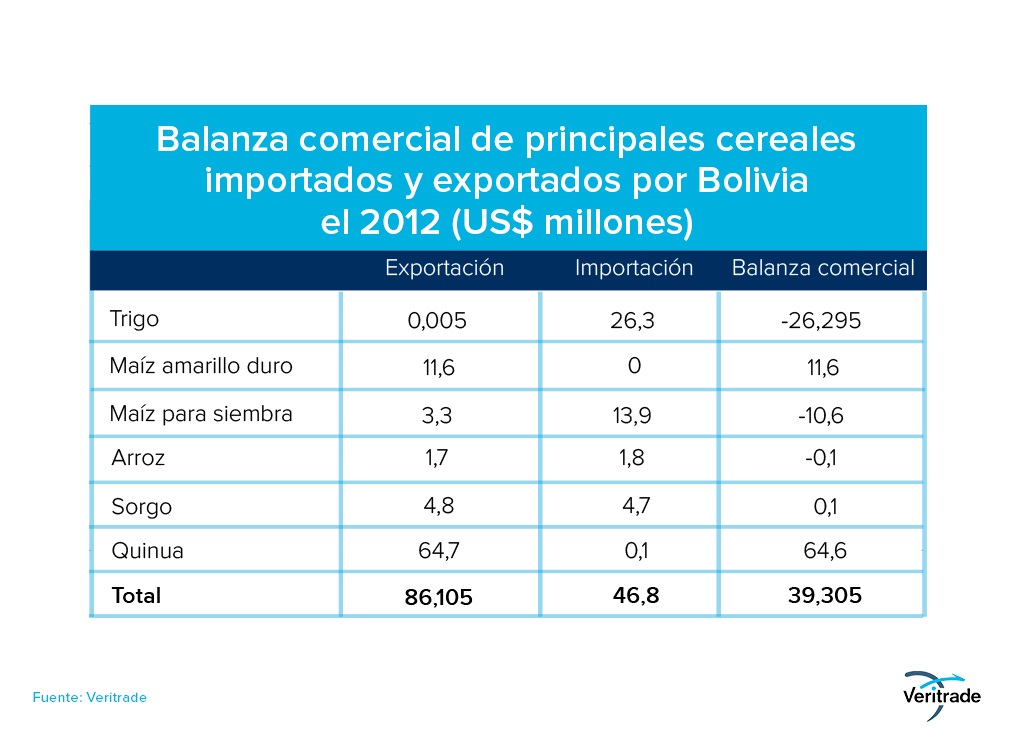 Balanza comercial de principales cereales
importados y exportados por Bolivia
el 2012 (US$ millones)
Exportación Importación Balanza comercial
Trigo 0,005 26,3 -26,295
Maíz amarillo duro 11,6 0 11,6
Maíz para siembra 3,3 13,9 -10,6
Arroz 1,7 1,8 -0,1
Sorgo 4,8 4,7 0,1
Quinua 64,7 0,1 64,6
Total 86,105 46,8 39,305
Fuente: Veritrade
Veritrade